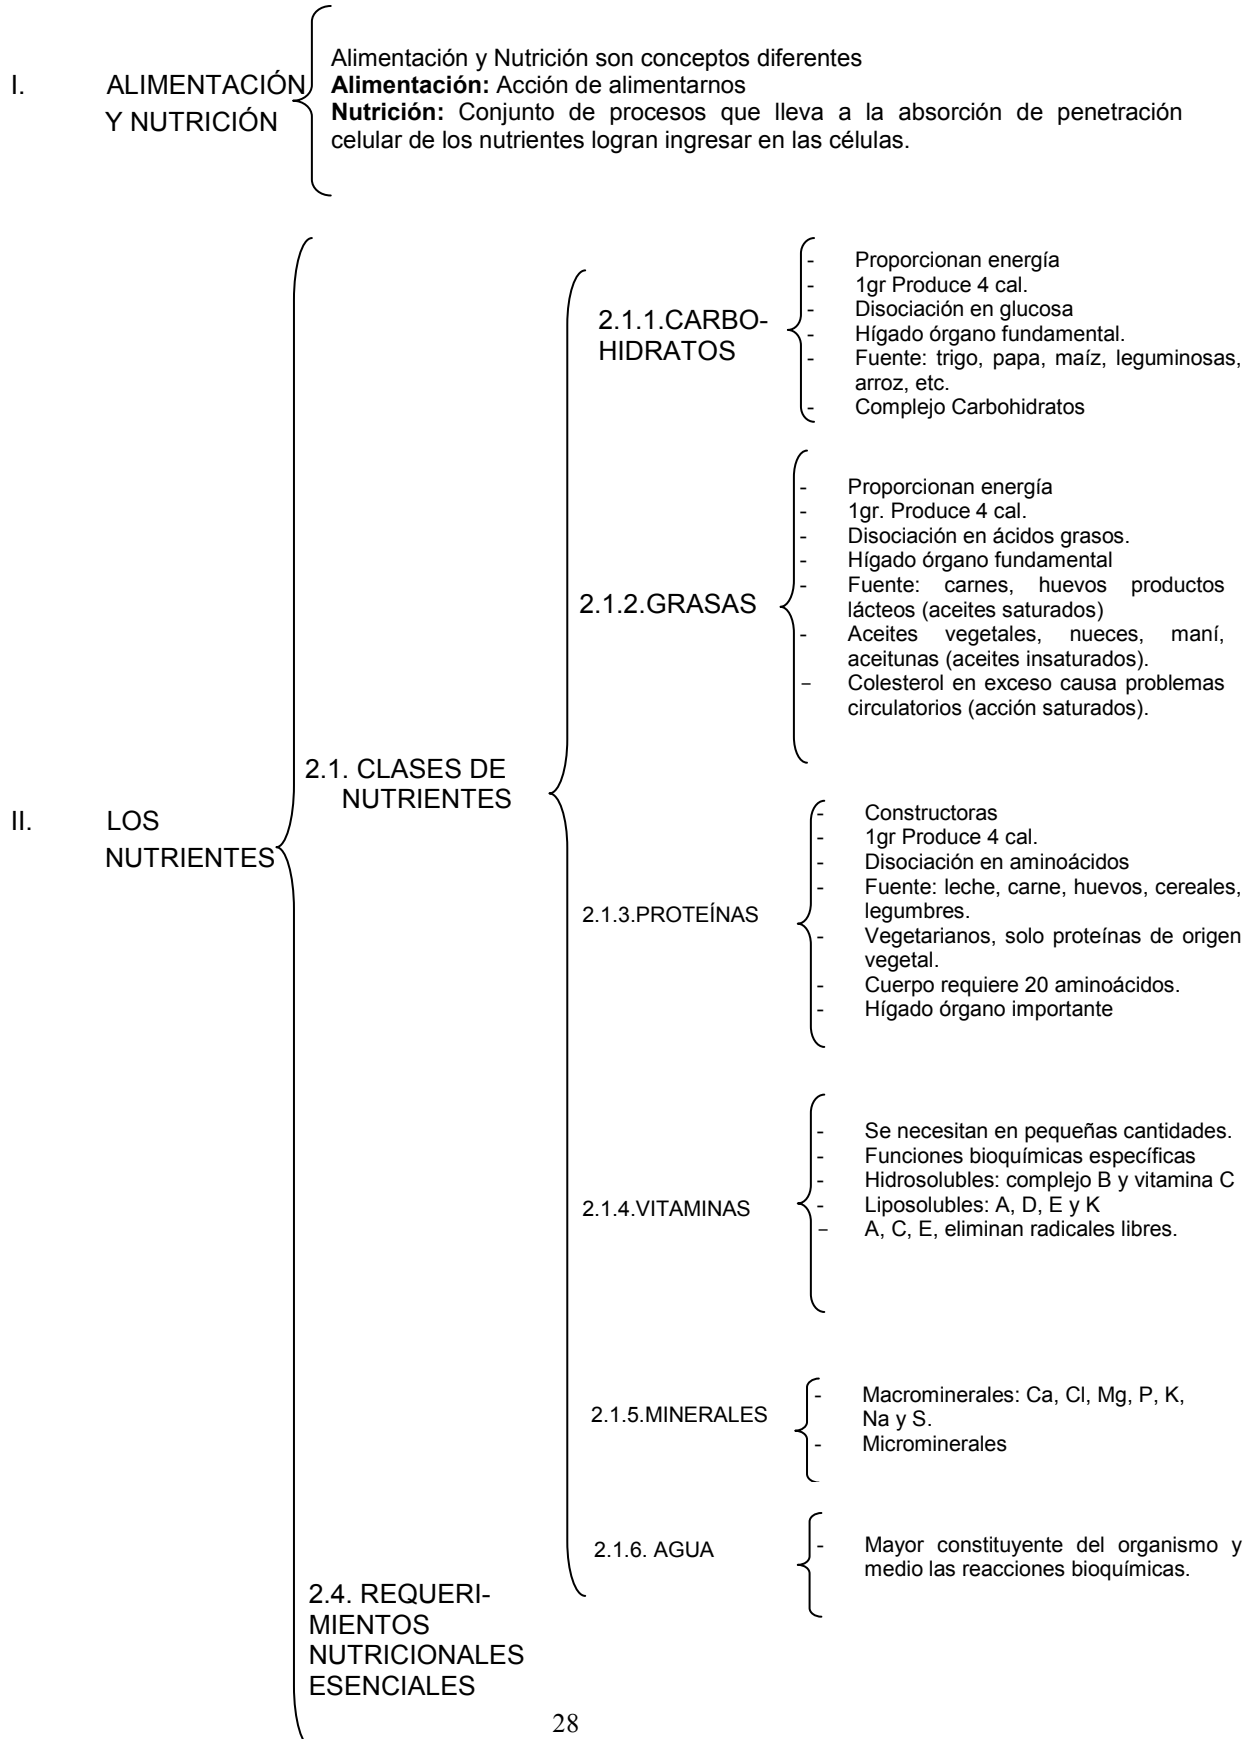 I. ALIMENTACIÓN
Y NUTRICIÓN
Alimentación y Nutrición son conceptos diferentes
Alimentación: Acción de alimentarnos
Nutrición: Conjunto de procesos que lleva a la absorción de penetración
celular de los nutrientes logran ingresar en las células.
II. LOS
NUTRIENTES
2.1. CLASES DE
NUTRIENTES
2.1.1.CARBO-
HIDRATOS
- Proporcionan energía
- 1gr Produce 4 cal.
- Disociación en glucosa
- Hígado órgano fundamental.
- Fuente: trigo, papa, maíz, leguminosas,
arroz, etc.
- Complejo Carbohidratos
2.1.2.GRASAS
- Proporcionan energía
- 1gr. Produce 4 cal.
- Disociación en ácidos grasos.
- Hígado órgano fundamental
- Fuente: carnes, huevos productos
lácteos (aceites saturados)
- Aceites vegetales, nueces, maní,
aceitunas (aceites insaturados).
- Colesterol en exceso causa problemas
circulatorios (acción saturados).
2.1.3.PROTEÍNAS
- Constructoras
- 1gr Produce 4 cal.
- Disociación en aminoácidos
- Fuente: leche, carne, huevos, cereales,
legumbres.
- Vegetarianos, solo proteínas de origen
vegetal.
- Cuerpo requiere 20 aminoácidos.
- Hígado órgano importante
2.1.4.VITAMINAS
- Se necesitan en pequeñas cantidades.
- Funciones bioquímicas específicas
- Hidrosolubles: complejo B y vitamina C
- Liposolubles: A, D, E y K
- A, C, E, eliminan radicales libres.
2.1.5.MINERALES
- Macrominerales: Ca, Cl, Mg, P, K,
Na y S.
- Microminerales
2.1.6. AGUA
- Mayor constituyente del organismo y
medio las reacciones bioquímicas.
2.4. REQUERI-
MIENTOS
NUTRICIONALES
ESENCIALES
28